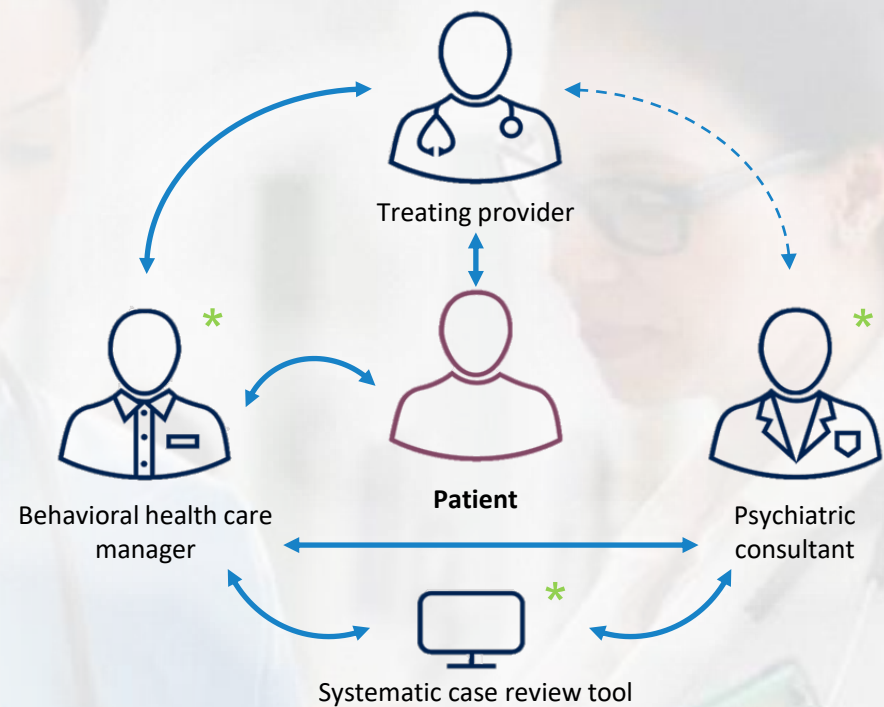 Treating provider
*
*
Patient
Behavioral health care
manager
Psychiatric
consultant
*
Systematic case review tool